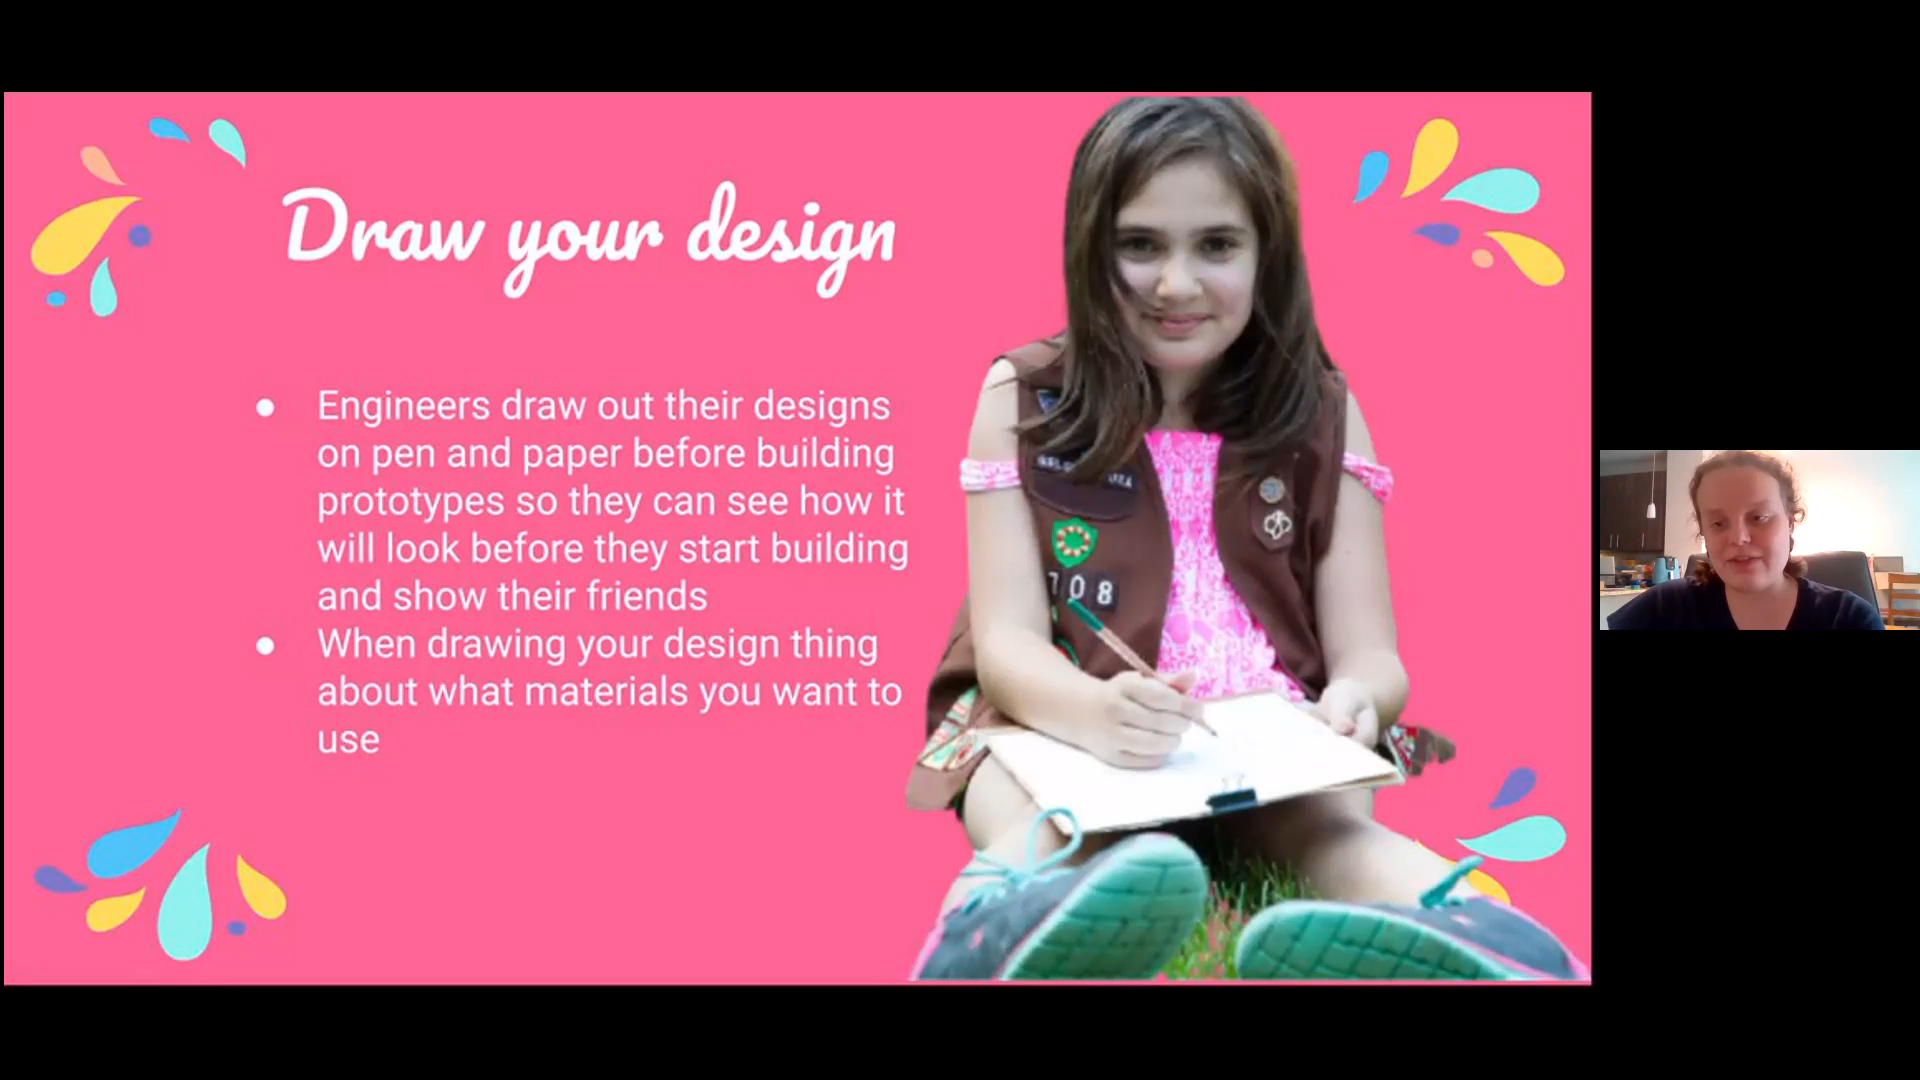 Draw your design
● Engineers draw out their designs
on pen and paper before building
prototypes so they can see how it
will look before they start building
and show their friends
● When drawing your design thing
about what materials you want to
use
708